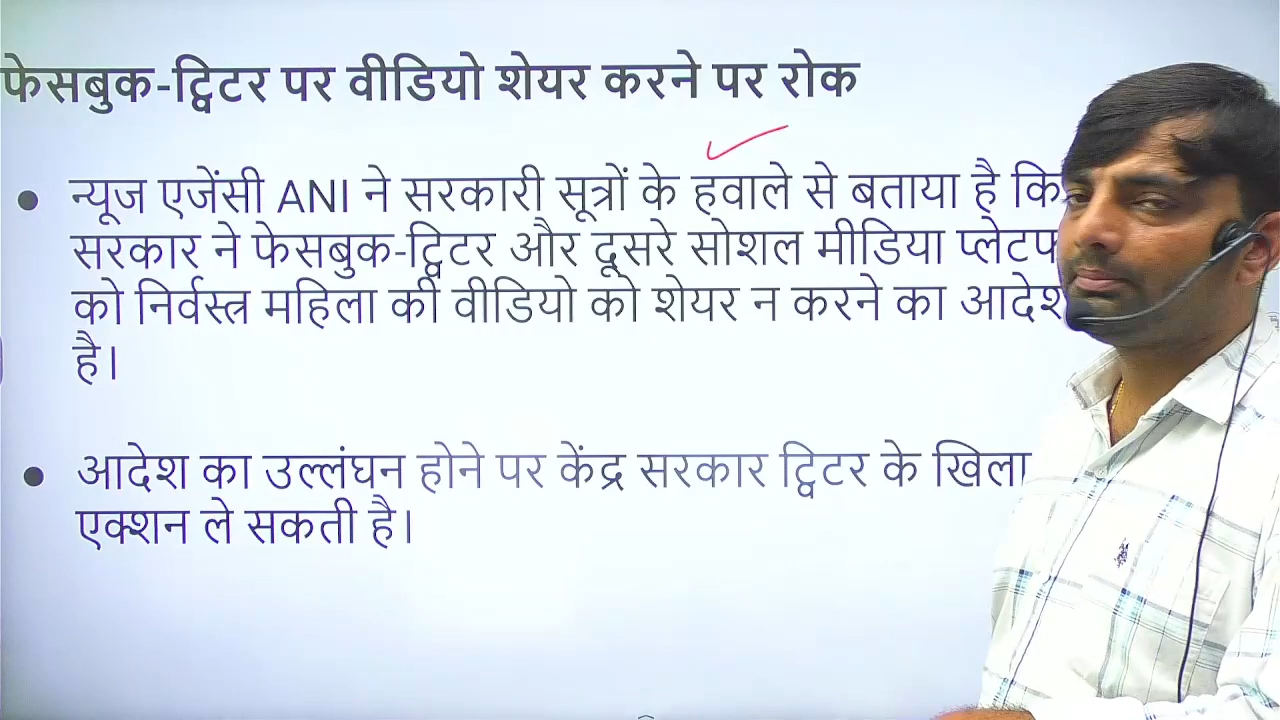 फेसबुक-ट्विटर पर वीडियो शेयर करने पर रोक
न्यूज एजेंसी ANI ने सरकारी सूत्रों के हवाले से बताया है कि
सरकार ने फेसबुक-ट्विटर और दूसरे सोशल मीडिया
को निर्वस्त्र महिला की वीडियो को शेयर न करने का आदेश
है।
आदेश का उल्लंघन होने पर केंद्र सरकार ट्विटर के
एक्शन ले सकती है।